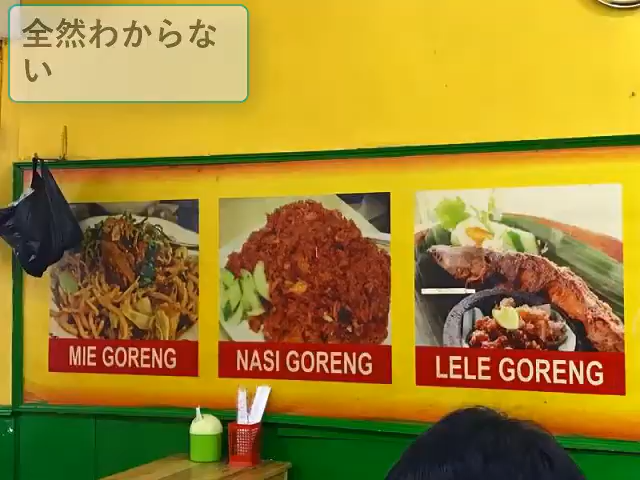 全然わからな
い
MIE GORENG
NASI GORENG
LELE GORENG